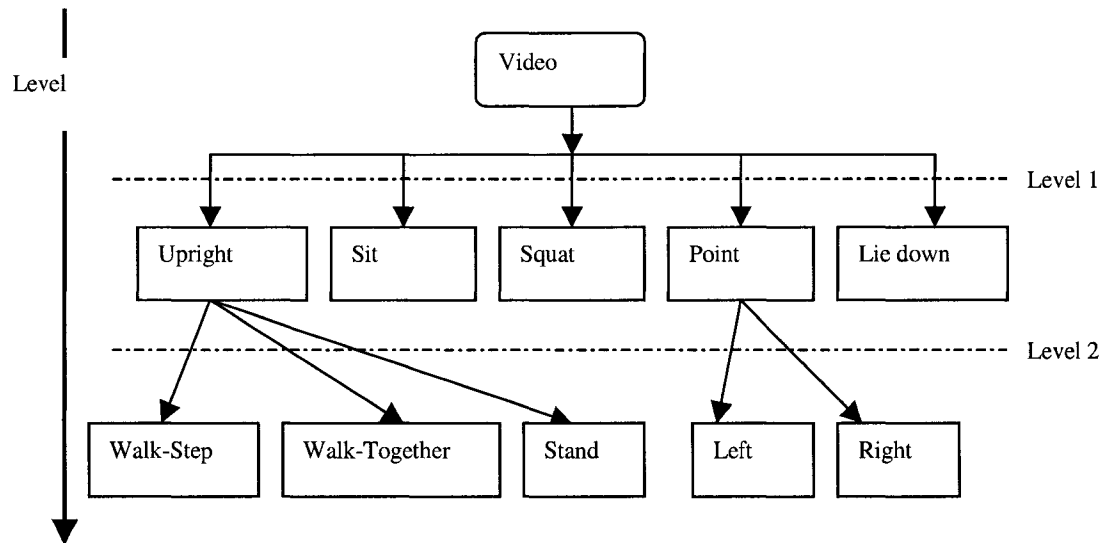 Video
Level
Level 1
Upright
Sit
Squat
Point
Lie down
Level 2
Walk-Step
Walk-Together
Stand
Left
Right